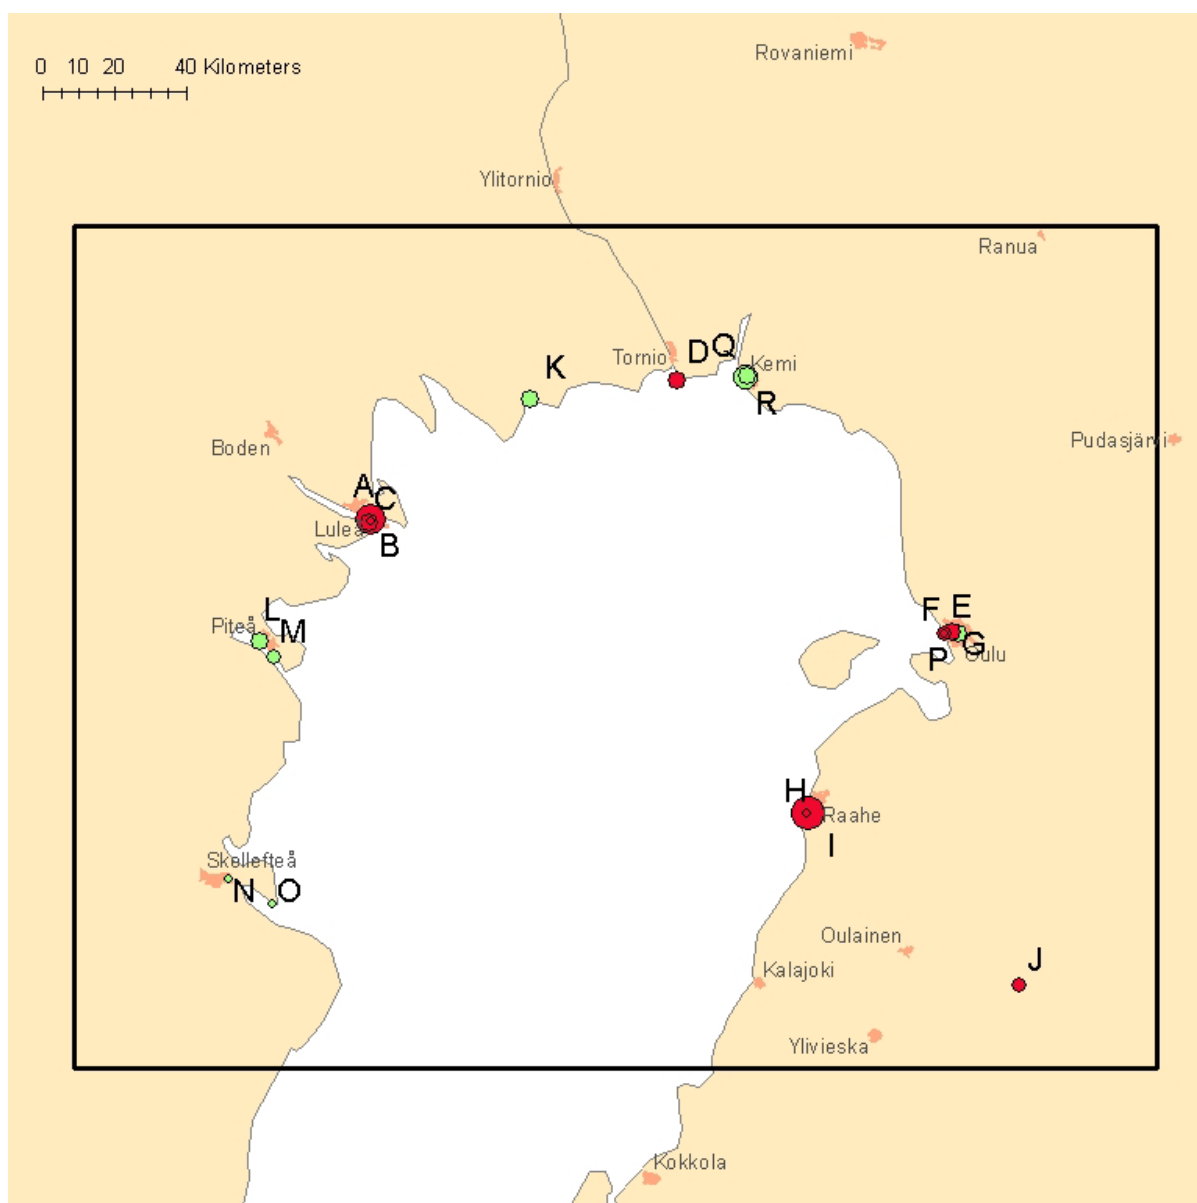 Rovaniemi
0 10 20 40 Kilometers
Ylitornio
Ranua
Tornio
D
Q
Kemi
K
R
Boden
Pudasjärvi
A
C
Luleå
B
L
Piteå
M
F
E
G
P
Oulu
H
Raahe
I
Skellefteå
N
O
Oulainen
J
Kalajoki
Ylivieska
Kokkola